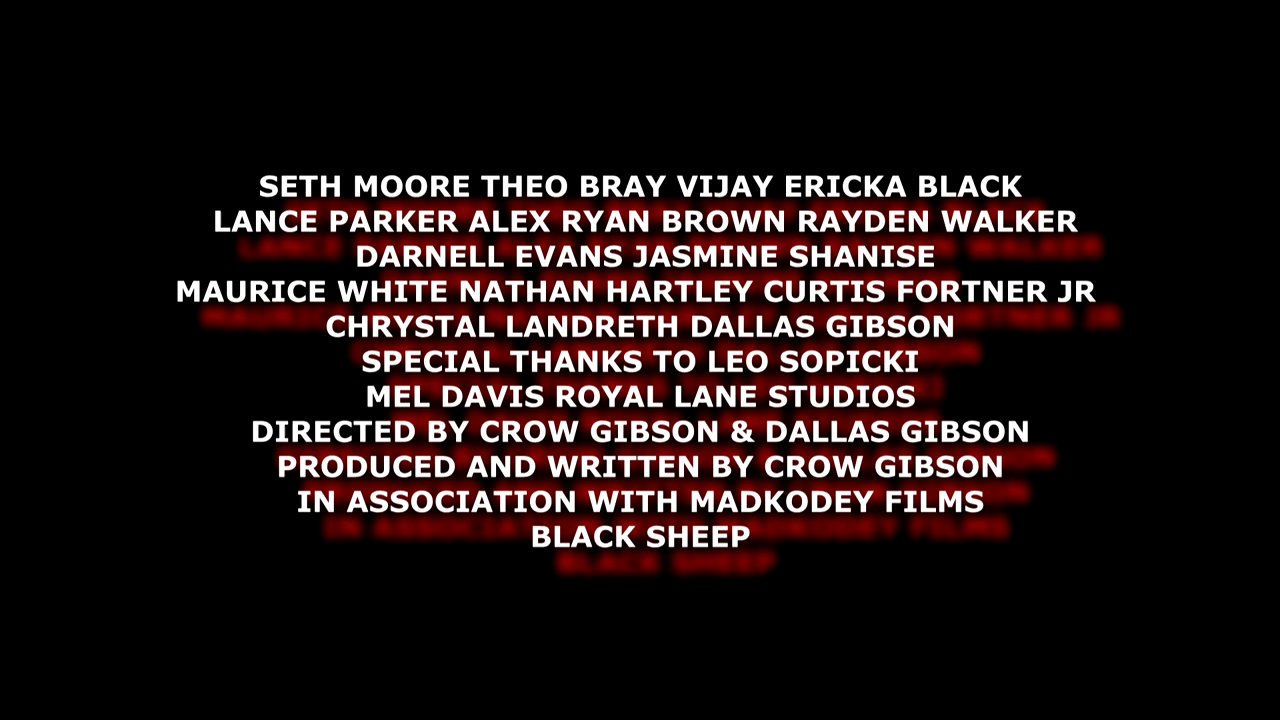 SETH MOORE THEO BRAY VIJAY ERICKA BLACK
LANCE PARKER ALEX RYAN BROWN RAYDEN WALKER
DARNELL EVANS JASMINE SHANISE
MAURICE WHITE NATHAN HARTLEY CURTIS FORTNER JR
CHRYSTAL LANDRETH DALLAS GIBSON
SPECIAL THANKS TO LEO SOPICKI
MEL DAVIS ROYAL LANE STUDIOS
DIRECTED BY CROW GIBSON & DALLAS GIBSON
PRODUCED AND WRITTEN BY CROW GIBSON
IN ASSOCIATION WITH MADKODEY FILMS
BLACK SHEEP